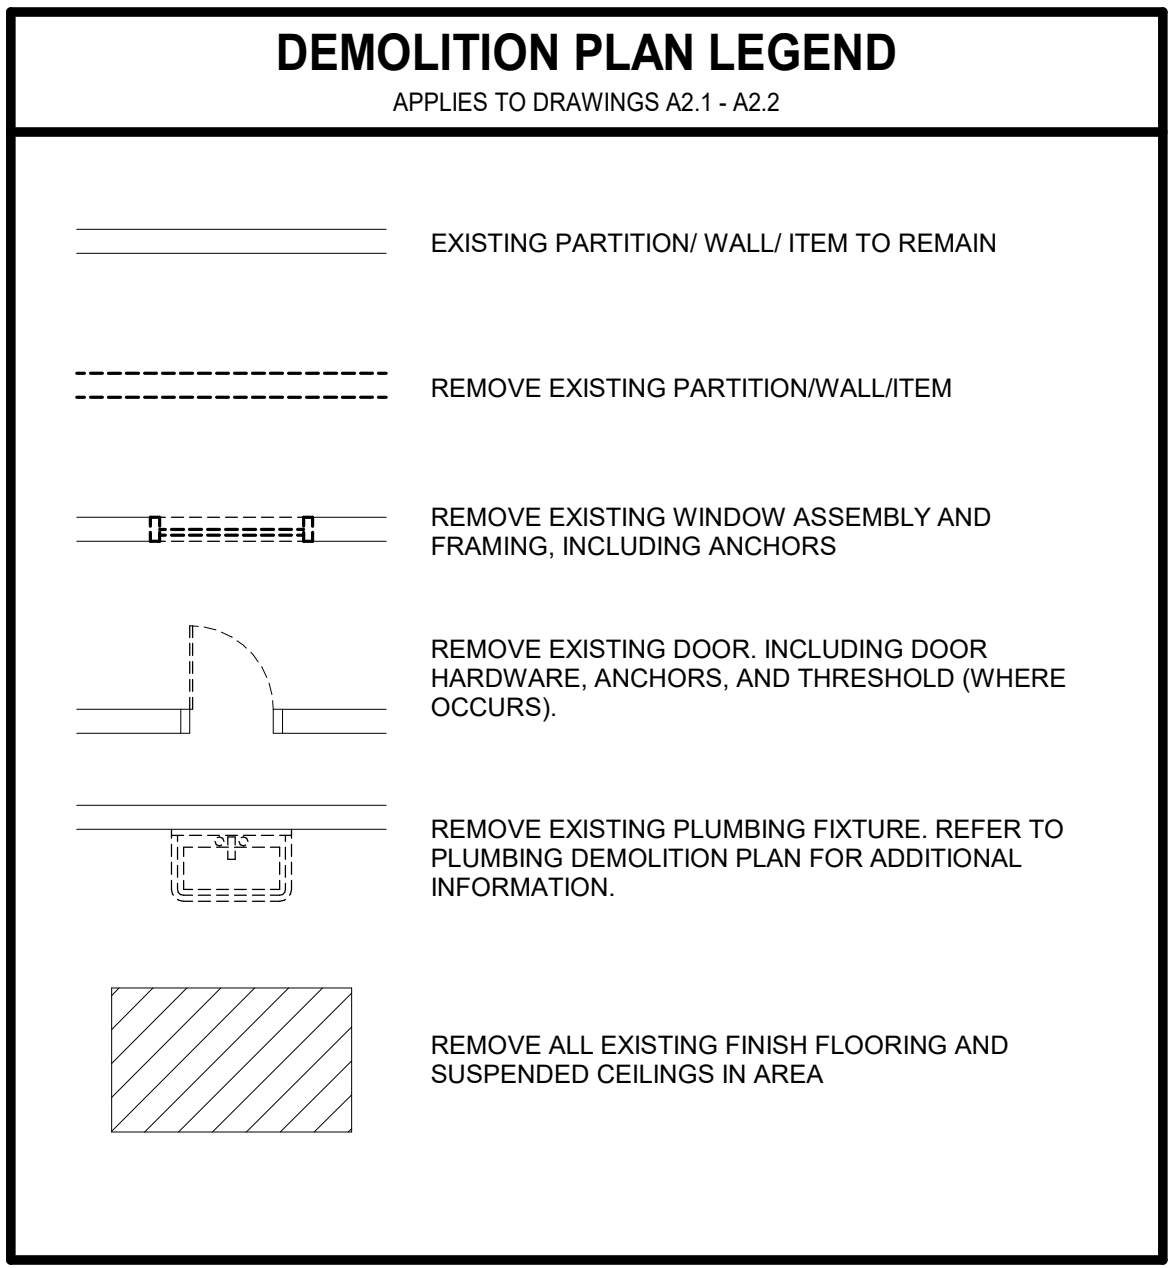 DEMOLITION PLAN LEGEND
APPLIES TO DRAWINGS A2.1 - A2.2
EXISTING PARTITION/ WALL/ ITEM TO REMAIN
REMOVE EXISTING PARTITION/WALL/ITEM
REMOVE EXISTING WINDOW ASSEMBLY AND
FRAMING, INCLUDING ANCHORS
REMOVE EXISTING DOOR. INCLUDING DOOR
HARDWARE, ANCHORS, AND THRESHOLD (WHERE
OCCURS).
REMOVE EXISTING PLUMBING FIXTURE. REFER TO
PLUMBING DEMOLITION PLAN FOR ADDITIONAL
INFORMATION.
REMOVE ALL EXISTING FINISH FLOORING AND
SUSPENDED CEILINGS IN AREA